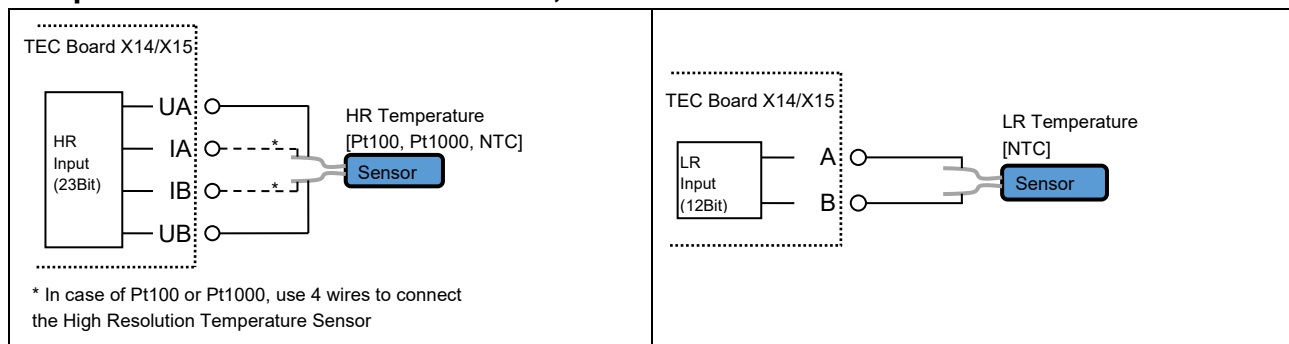 TEC Board X14/X15
HR
Input
(23Bit)
UA
IA
IB
UB
*
*
HR Temperature
[Pt100, Pt1000, NTC]
Sensor
* In case of Pt100 or Pt1000, use 4 wires to connect
the High Resolution Temperature Sensor
TEC Board X14/X15
LR
Input
(12Bit)
A
B
LR Temperature
[NTC]
Sensor